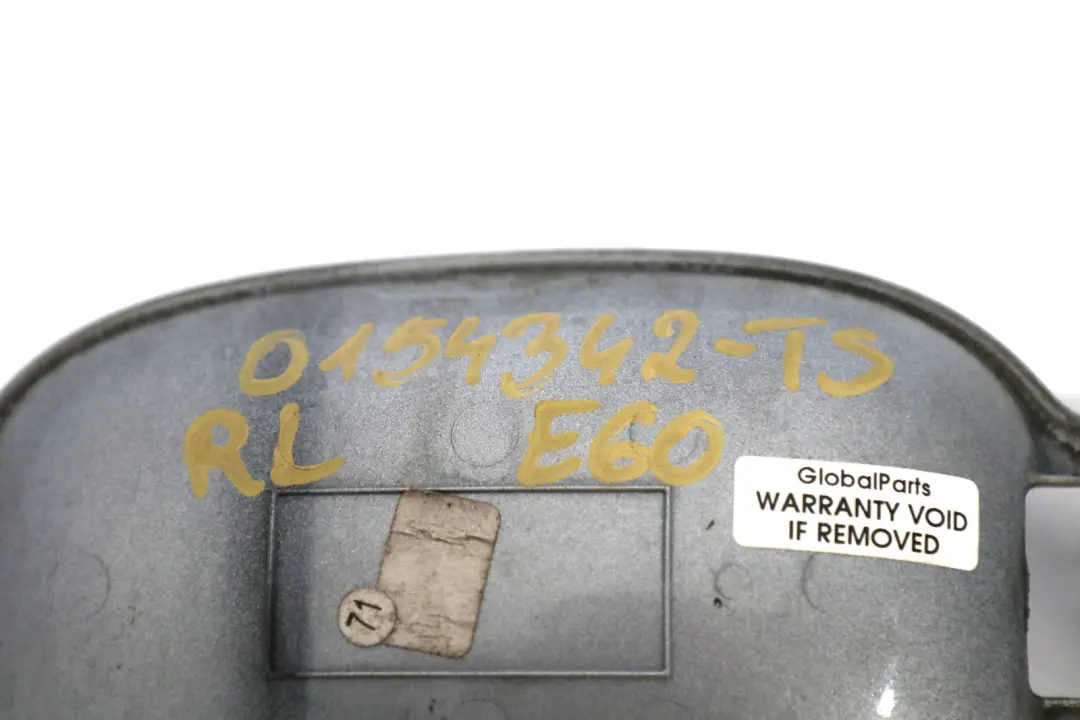 0154342-TS
RL E60
GlobalParts
WARRANTY VOID
IF REMOVED
71